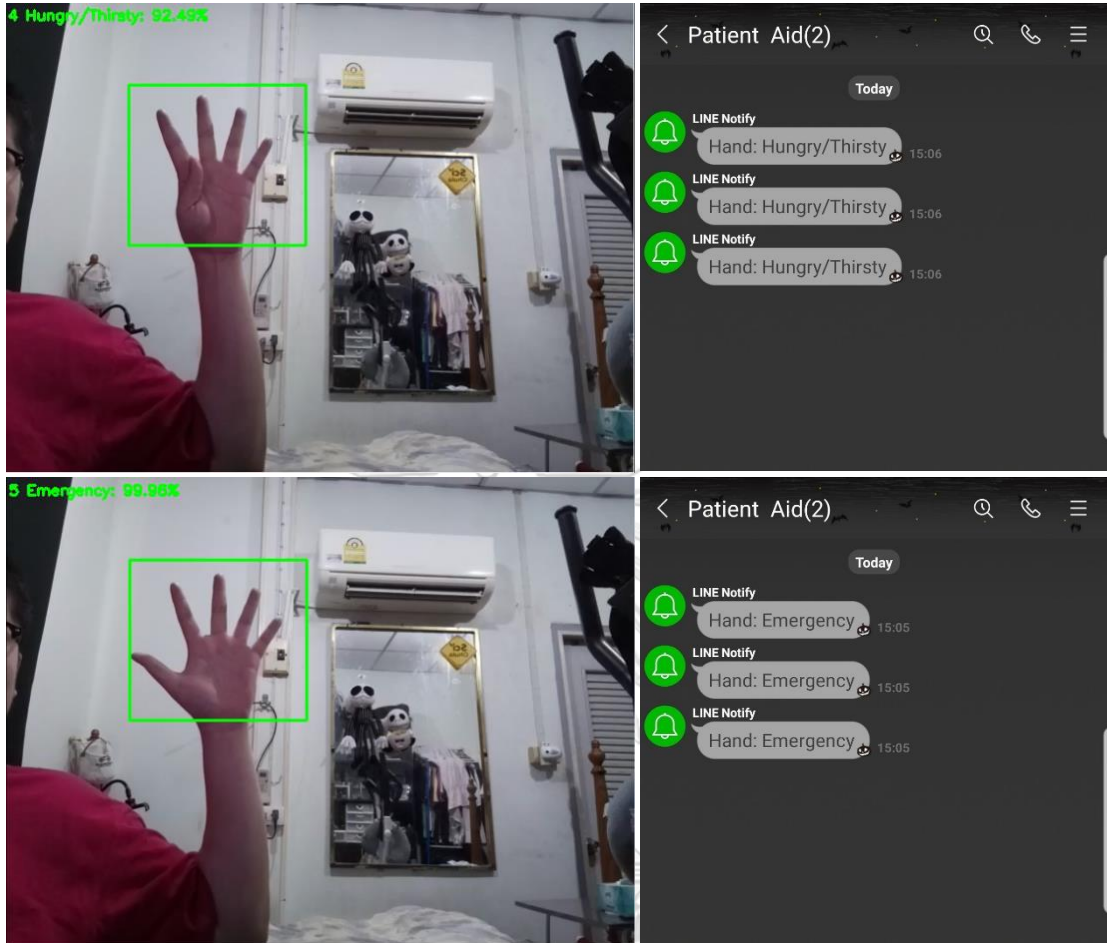 4 Hungry/Thirsty: 92.49%
Patient Aid(2)
Today
LINE Notify
Hand: Hungry/Thirsty 15:06
LINE Notify
Hand: Hungry/Thirsty 15:06
LINE Notify
Hand: Hungry/Thirsty 15:06
5 Emergency: 99.96%
Patient Aid(2)
Today
LINE Notify
Hand: Emergency 15:05
LINE Notify
Hand: Emergency 15:05
LINE Notify
Hand: Emergency 15:05